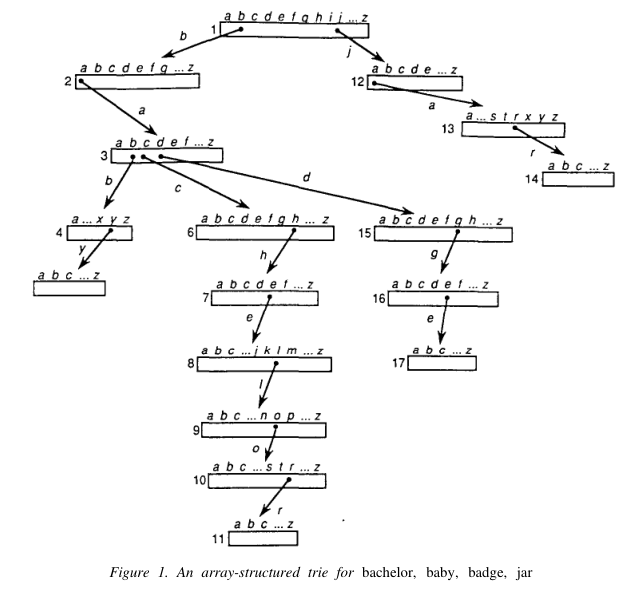 a b c d e f g h i j ... z
1
b
j
a b c d e f g ... z
2
a b c d e ... z
12
a
a
a ... s t r x y z
13
a b c d e f ... z
3
r
a b c ... z
14
b
c
d
a ... x y z
4
a b c d e f g h ... z
6
a b c d e f g h ... z
15
y
h
g
a b c ... z
a b c d e f ... z
7
a b c d e f ... z
16
e
e
a b c ... j k l m ... z
8
a b c ... z
17
l
a b c ... n o p ... z
9
o
a b c ... s t r ... z
10
r
a b c ... z
11
Figure 1. An array-structured trie for bachelor, baby, badge, jar